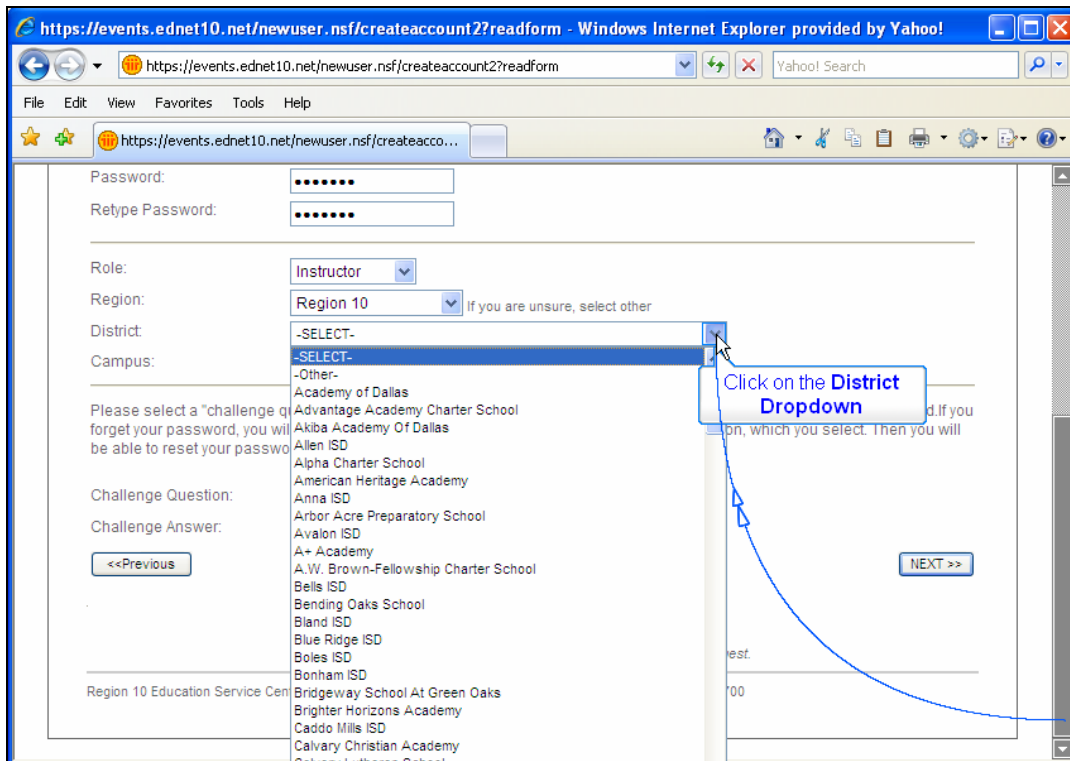 https://events.ednet10.net/newuser.nsf/createaccount2?readform - Windows Internet Explorer provided by Yahoo!
https://events.ednet10.net/newuser.nsf/createaccount2?readform
Yahoo! Search
File Edit View Favorites Tools Help
https://events.ednet10.net/newuser.nsf/createacco...
Password: •••••••
Retype Password: •••••••
Role: Instructor
Region: Region 10 If you are unsure, select other
District: -SELECT-
Campus:
-SELECT-
-Other-
Academy of Dallas
Advantage Academy Charter School
Akiba Academy Of Dallas
Allen ISD
Alpha Charter School
American Heritage Academy
Anna ISD
Arbor Acre Preparatory School
Avalon ISD
A+ Academy
A.W. Brown-Fellowship Charter School
Bells ISD
Bending Oaks School
Bland ISD
Blue Ridge ISD
Boles ISD
Bonham ISD
Bridgeway School At Green Oaks
Brighter Horizons Academy
Caddo Mills ISD
Calvary Christian Academy
Calvary Lutheran School
Click on the District
Dropdown
Please select a "challenge q d.If you
forget your password, you wil on, which you select. Then you will
be able to reset your passwo
Challenge Question:
Challenge Answer:
<<Previous NEXT >>
est.
Region 10 Education Service Cen 700